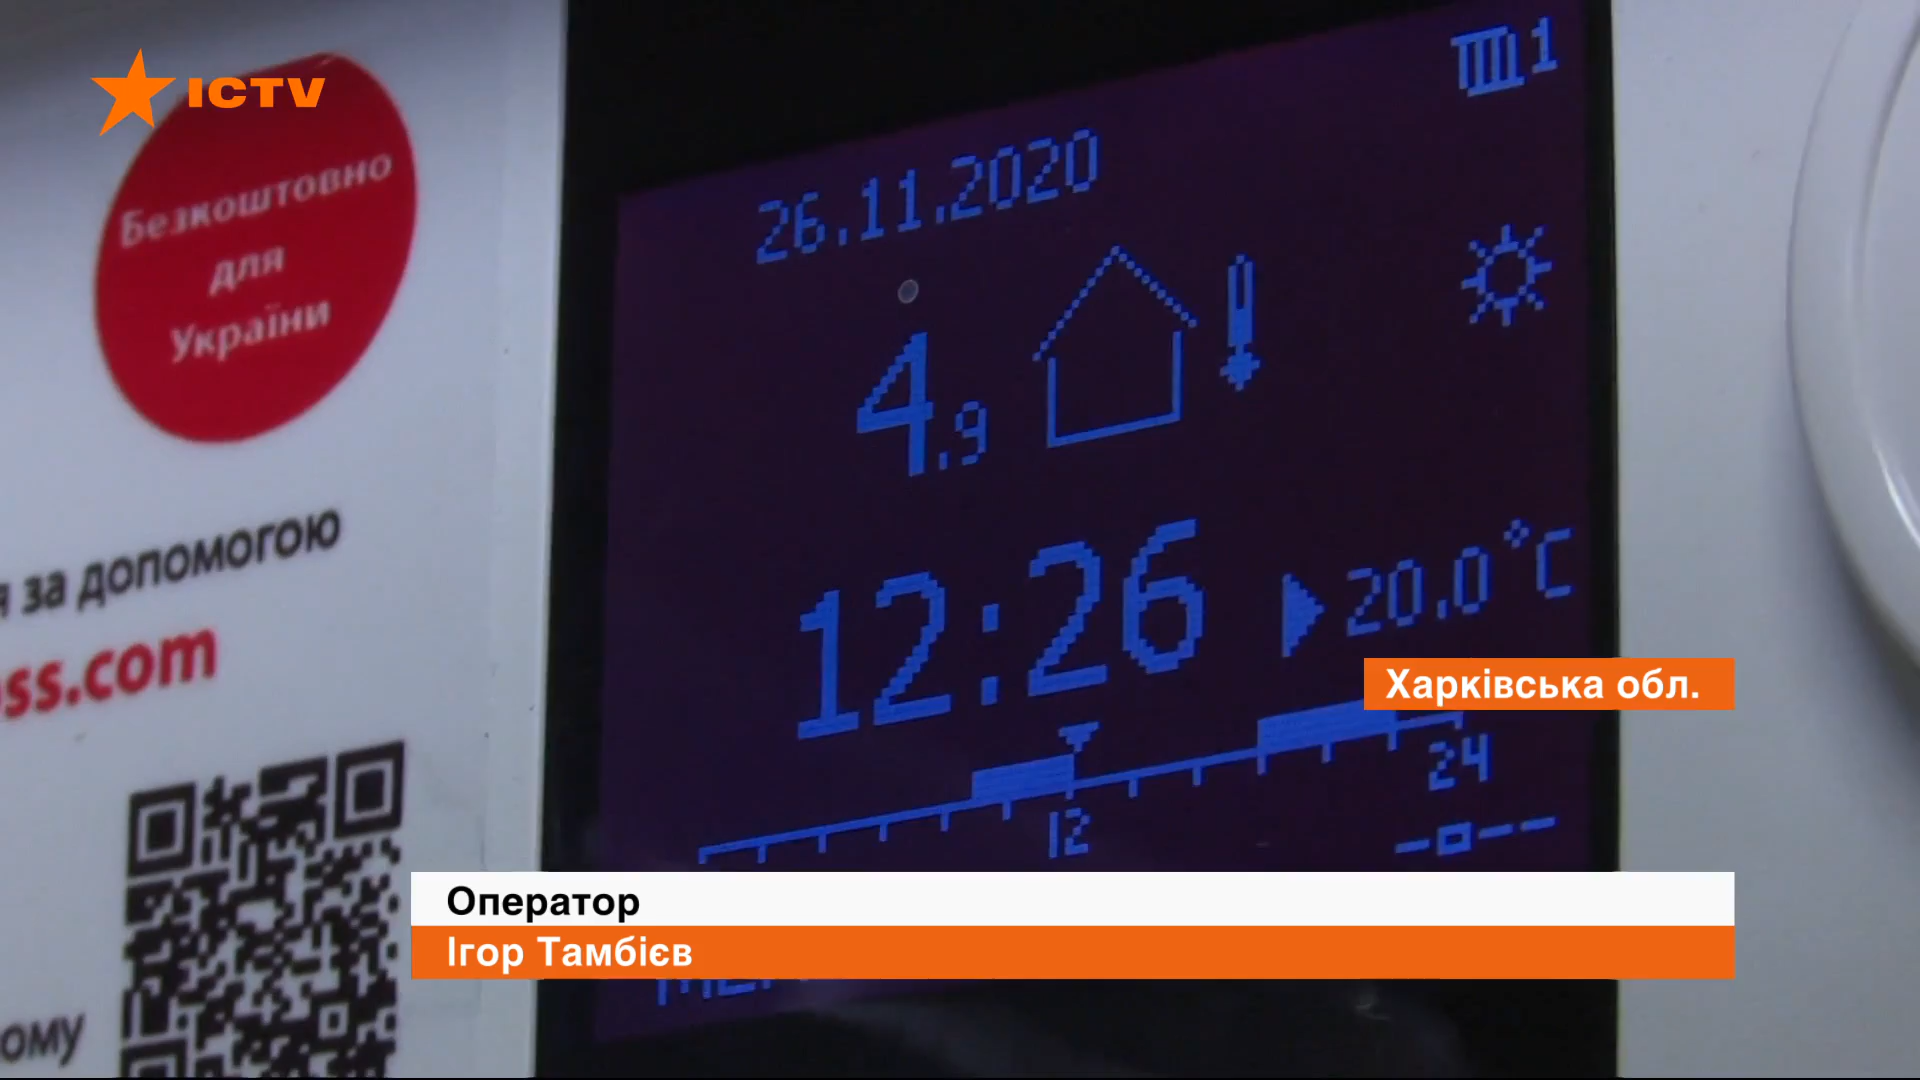 ICTV
Безкоштовно
для
України
за допомогою
ss.com
ому
1
26.11.2020
4.9
12:26
20.0°C
12
24
Харківська обл.
Оператор
Ігор Тамбієв